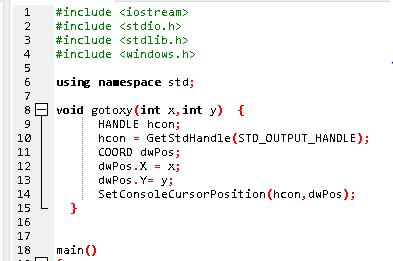 1 #include <iostream>
2 #include <stdio.h>
3 #include <stdlib.h>
4 #include <windows.h>
5
6 using namespace std;
7
8 void gotoxy(int x,int y)  {
9 HANDLE hcon;
10 hcon = GetStdHandle(STD_OUTPUT_HANDLE);
11 COORD dwPos;
12 dwPos.X = x;
13 dwPos.Y= y;
14 SetConsoleCursorPosition(hcon,dwPos);
15 }
16
17
18 main()